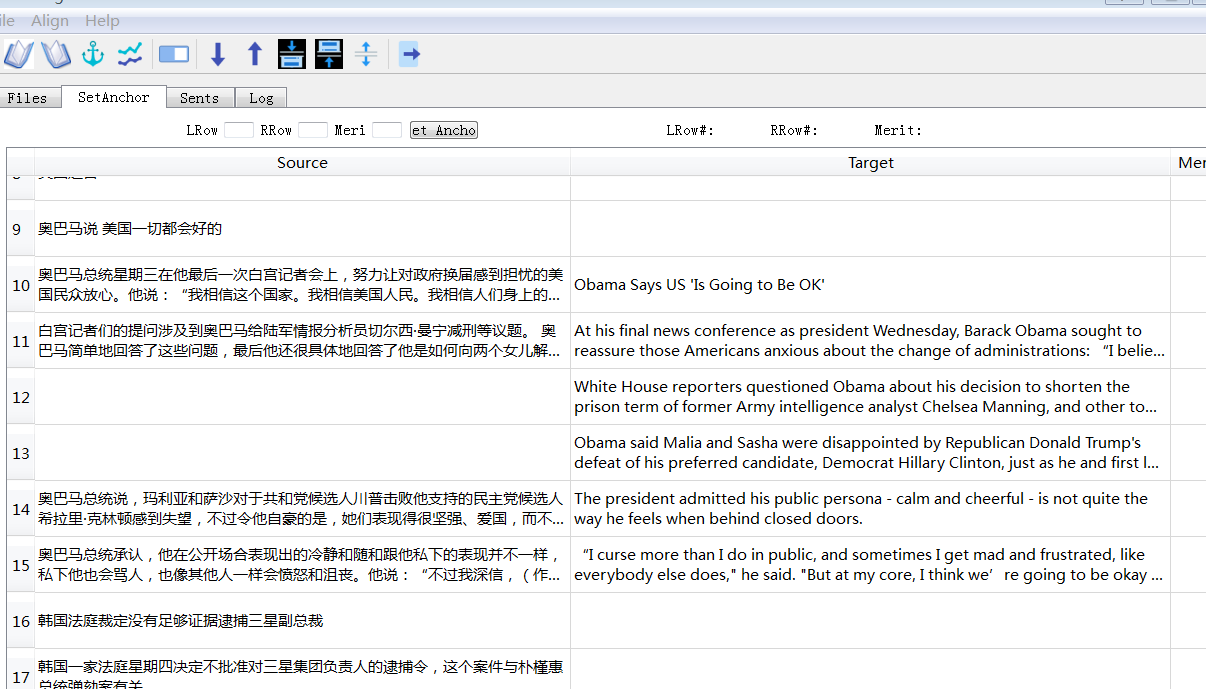 Align Help
Files SetAnchor Sents Log
LRow RRow Meri et Ancho LRow#: RRow#: Merit:
Source Target Mer
9 奥巴马说 美国一切都会好的
10 奥巴马总统星期三在他最后一次白宫记者会上，努力让对政府换届感到担忧的美
国民众放心。他说：“我相信这个国家。我相信美国人民。我相信人们身上的...
Obama Says US 'Is Going to Be OK'
11 白宫记者们的提问涉及到奥巴马给陆军情报分析员切尔西·曼宁减刑等议题。 奥
巴马简单地回答了这些问题，最后他还很具体地回答了他是如何向两个女儿解...
At his final news conference as president Wednesday, Barack Obama sought to
reassure those Americans anxious about the change of administrations: “I belie...
12
White House reporters questioned Obama about his decision to shorten the
prison term of former Army intelligence analyst Chelsea Manning, and other to...
13
Obama said Malia and Sasha were disappointed by Republican Donald Trump's
defeat of his preferred candidate, Democrat Hillary Clinton, just as he and first l...
14 奥巴马总统说，玛利亚和萨沙对于共和党候选人川普击败他支持的民主党候选人
希拉里·克林顿感到失望，不过令他自豪的是，她们表现得很坚强、爱国，而不...
The president admitted his public persona - calm and cheerful - is not quite the
way he feels when behind closed doors.
15 奥巴马总统承认，他在公开场合表现出的冷静和随和跟他私下的表现并不一样，
私下他也会骂人，也像其他人一样会愤怒和沮丧。他说：“不过我深信，（作...
“I curse more than I do in public, and sometimes I get mad and frustrated, like
everybody else does," he said. "But at my core, I think we’re going to be okay ...
16 韩国法庭裁定没有足够证据逮捕三星副总裁
17 韩国一家法庭星期四决定不批准对三星集团负责人的逮捕令，这个案件与朴槿惠
总统弹劾案有关